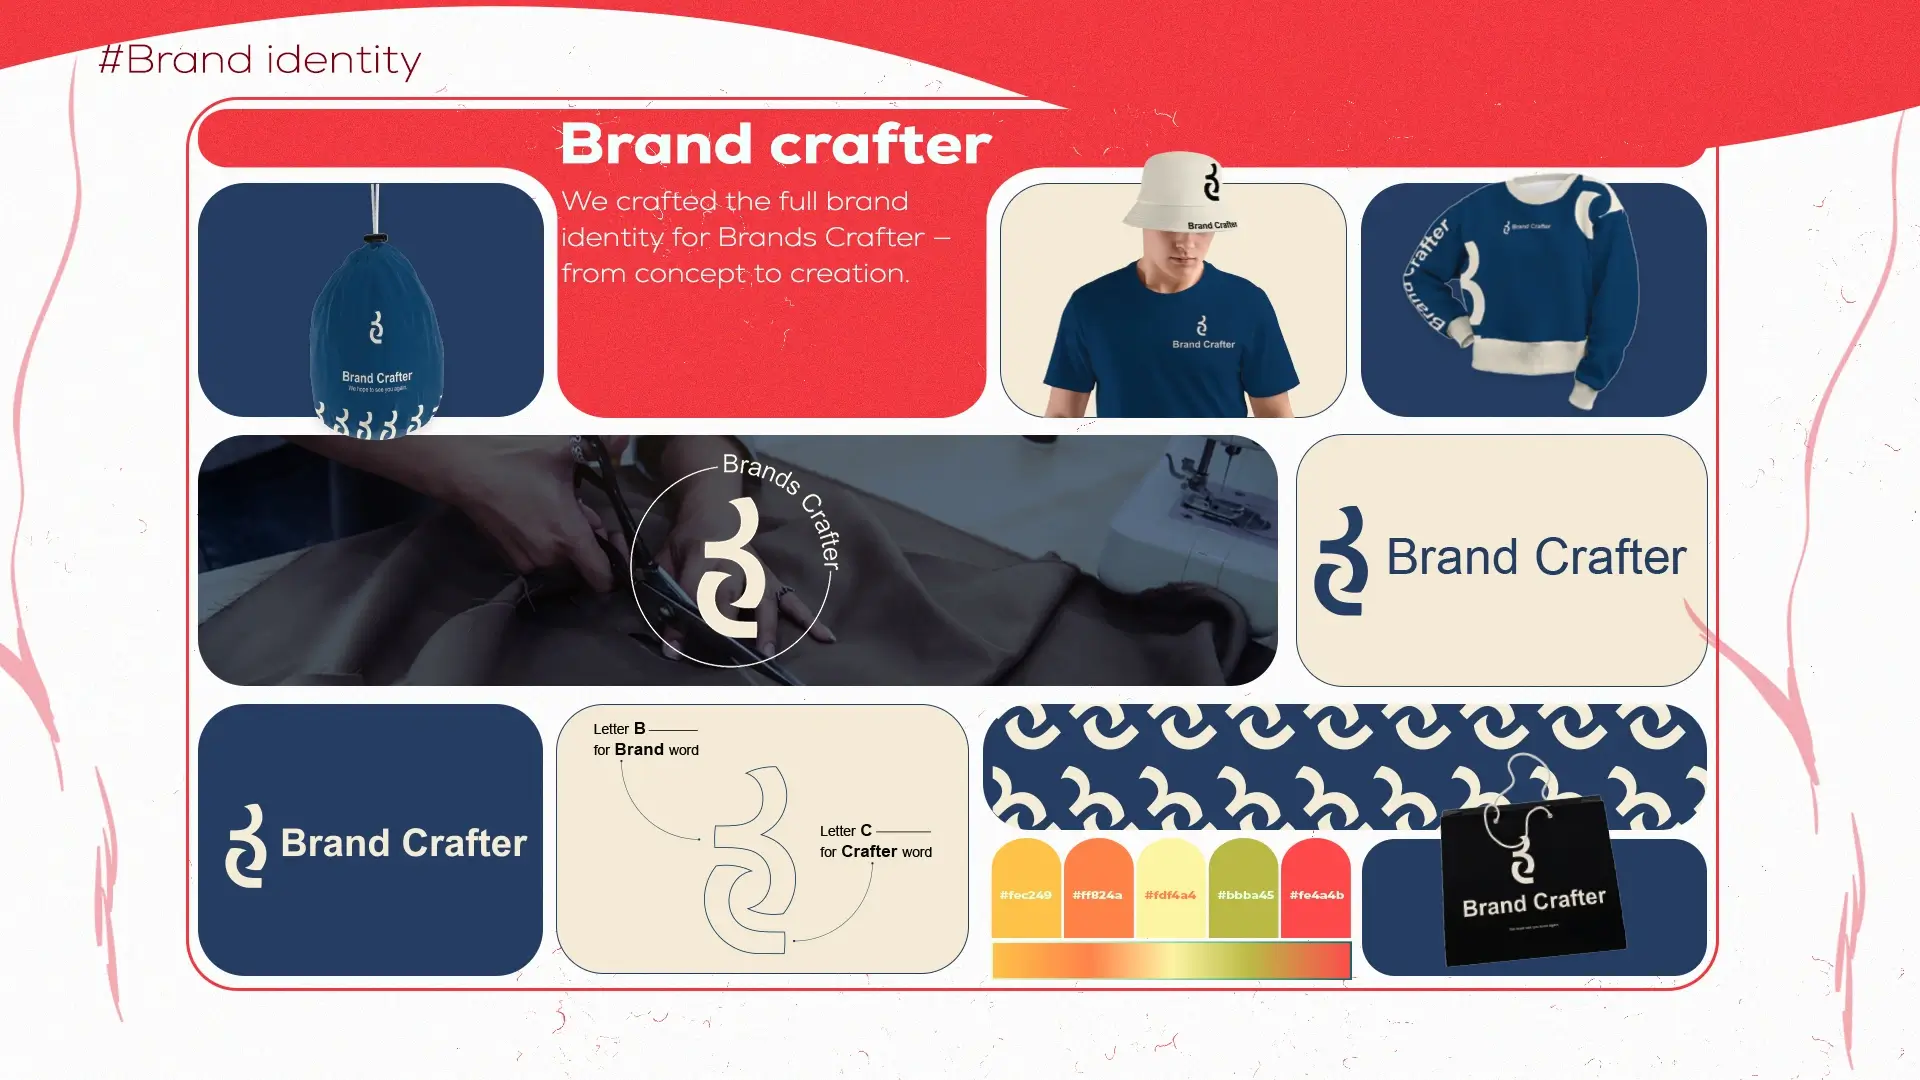 #Brand identity
Brand crafter
We crafted the full brand
identity for Brands Crafter –
from concept to creation.
Brand Crafter
We hope to see you again.
Brand Crafter
Brand Crafter
Brand Crafter
Brand Crafter
Brands Crafter
Brand Crafter
Brand Crafter
Letter B
for Brand word
Letter C
for Crafter word
#fec249
#ff824a
#fdf4a4
#bbba45
#fe4a4b
Brand Crafter